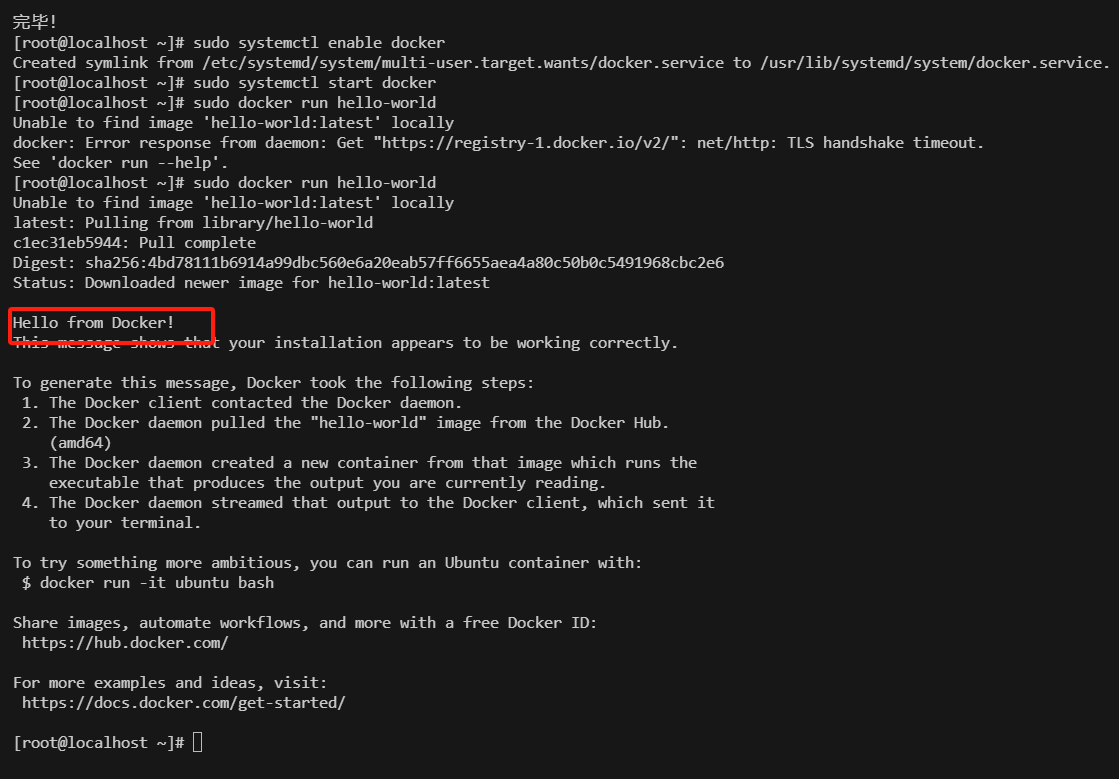 完毕!
[root@localhost ~]# sudo systemctl enable docker
Created symlink from /etc/systemd/system/multi-user.target.wants/docker.service to /usr/lib/systemd/system/docker.service.
[root@localhost ~]# sudo systemctl start docker
[root@localhost ~]# sudo docker run hello-world
Unable to find image 'hello-world:latest' locally
docker: Error response from daemon: Get "https://registry-1.docker.io/v2/": net/http: TLS handshake timeout.
See 'docker run --help'.
[root@localhost ~]# sudo docker run hello-world
Unable to find image 'hello-world:latest' locally
latest: Pulling from library/hello-world
c1ec31eb5944: Pull complete
Digest: sha256:4bd78111b6914a99dbc560e6a20eab57ff6655aea4a80c50b0c5491968cbc2e6
Status: Downloaded newer image for hello-world:latest
Hello from Docker!
This message shows that your installation appears to be working correctly.
To generate this message, Docker took the following steps:
1. The Docker client contacted the Docker daemon.
2. The Docker daemon pulled the "hello-world" image from the Docker Hub.
(amd64)
3. The Docker daemon created a new container from that image which runs the
executable that produces the output you are currently reading.
4. The Docker daemon streamed that output to the Docker client, which sent it
to your terminal.
To try something more ambitious, you can run an Ubuntu container with:
$ docker run -it ubuntu bash
Share images, automate workflows, and more with a free Docker ID:
https://hub.docker.com/
For more examples and ideas, visit:
https://docs.docker.com/get-started/
[root@localhost ~]#